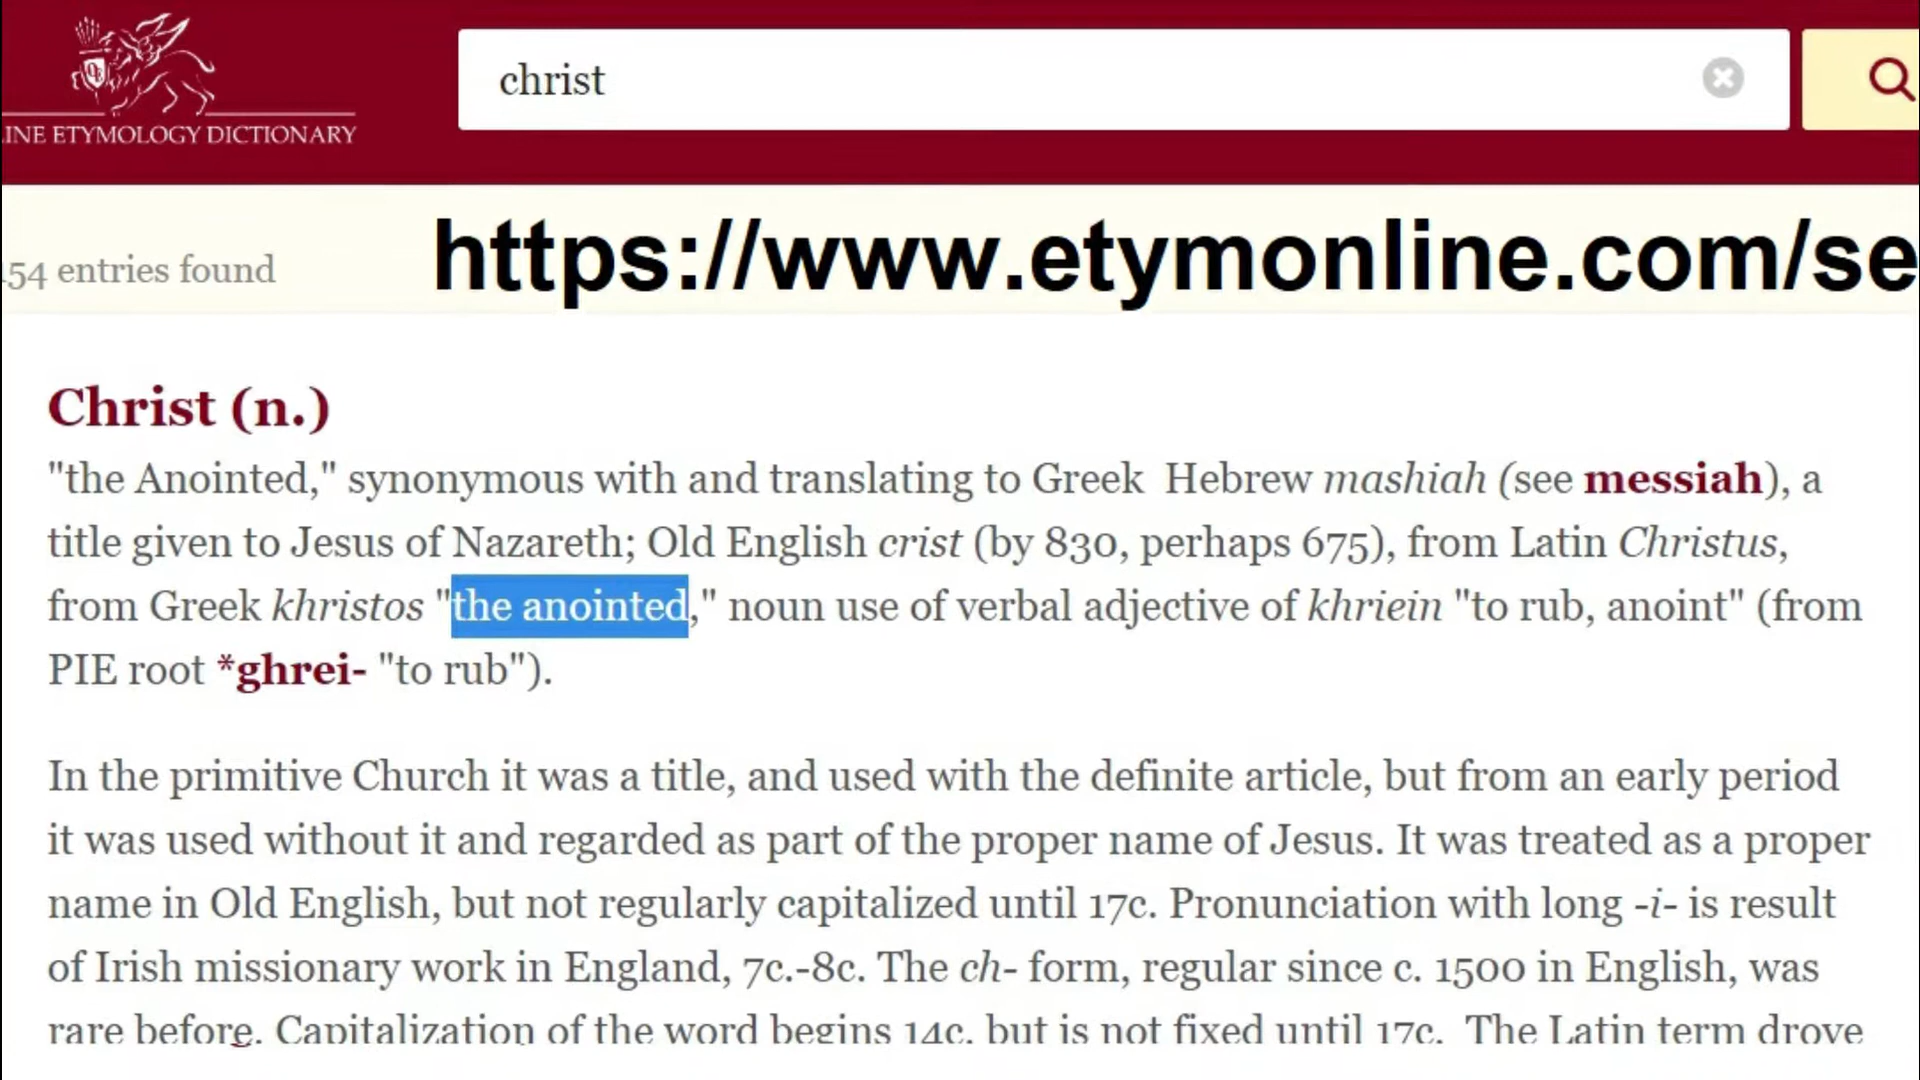 christ
INE ETYMOLOGY DICTIONARY
54 entries found
https://www.etymonline.com/se
Christ (n.)
"the Anointed," synonymous with and translating to Greek Hebrew mashiah (see messiah), a
title given to Jesus of Nazareth; Old English crist (by 830, perhaps 675), from Latin Christus,
from Greek khristos "the anointed," noun use of verbal adjective of khriein "to rub, anoint" (from
PIE root *ghrei- "to rub").
In the primitive Church it was a title, and used with the definite article, but from an early period
it was used without it and regarded as part of the proper name of Jesus. It was treated as a proper
name in Old English, but not regularly capitalized until 17c. Pronunciation with long -i- is result
of Irish missionary work in England, 7c.-8c. The ch- form, regular since c. 1500 in English, was
rare before. Capitalization of the word begins 14c. but is not fixed until 17c. The Latin term drove